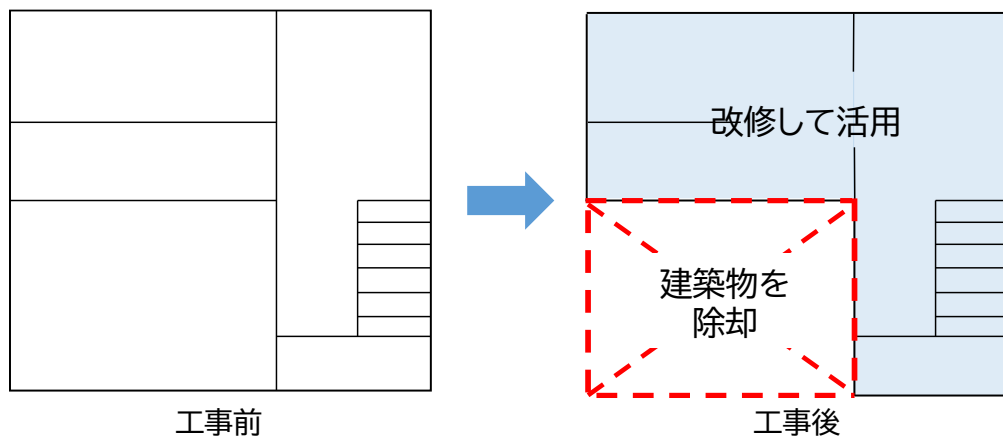 改修して活用
建築物を
除却
工事前
工事後